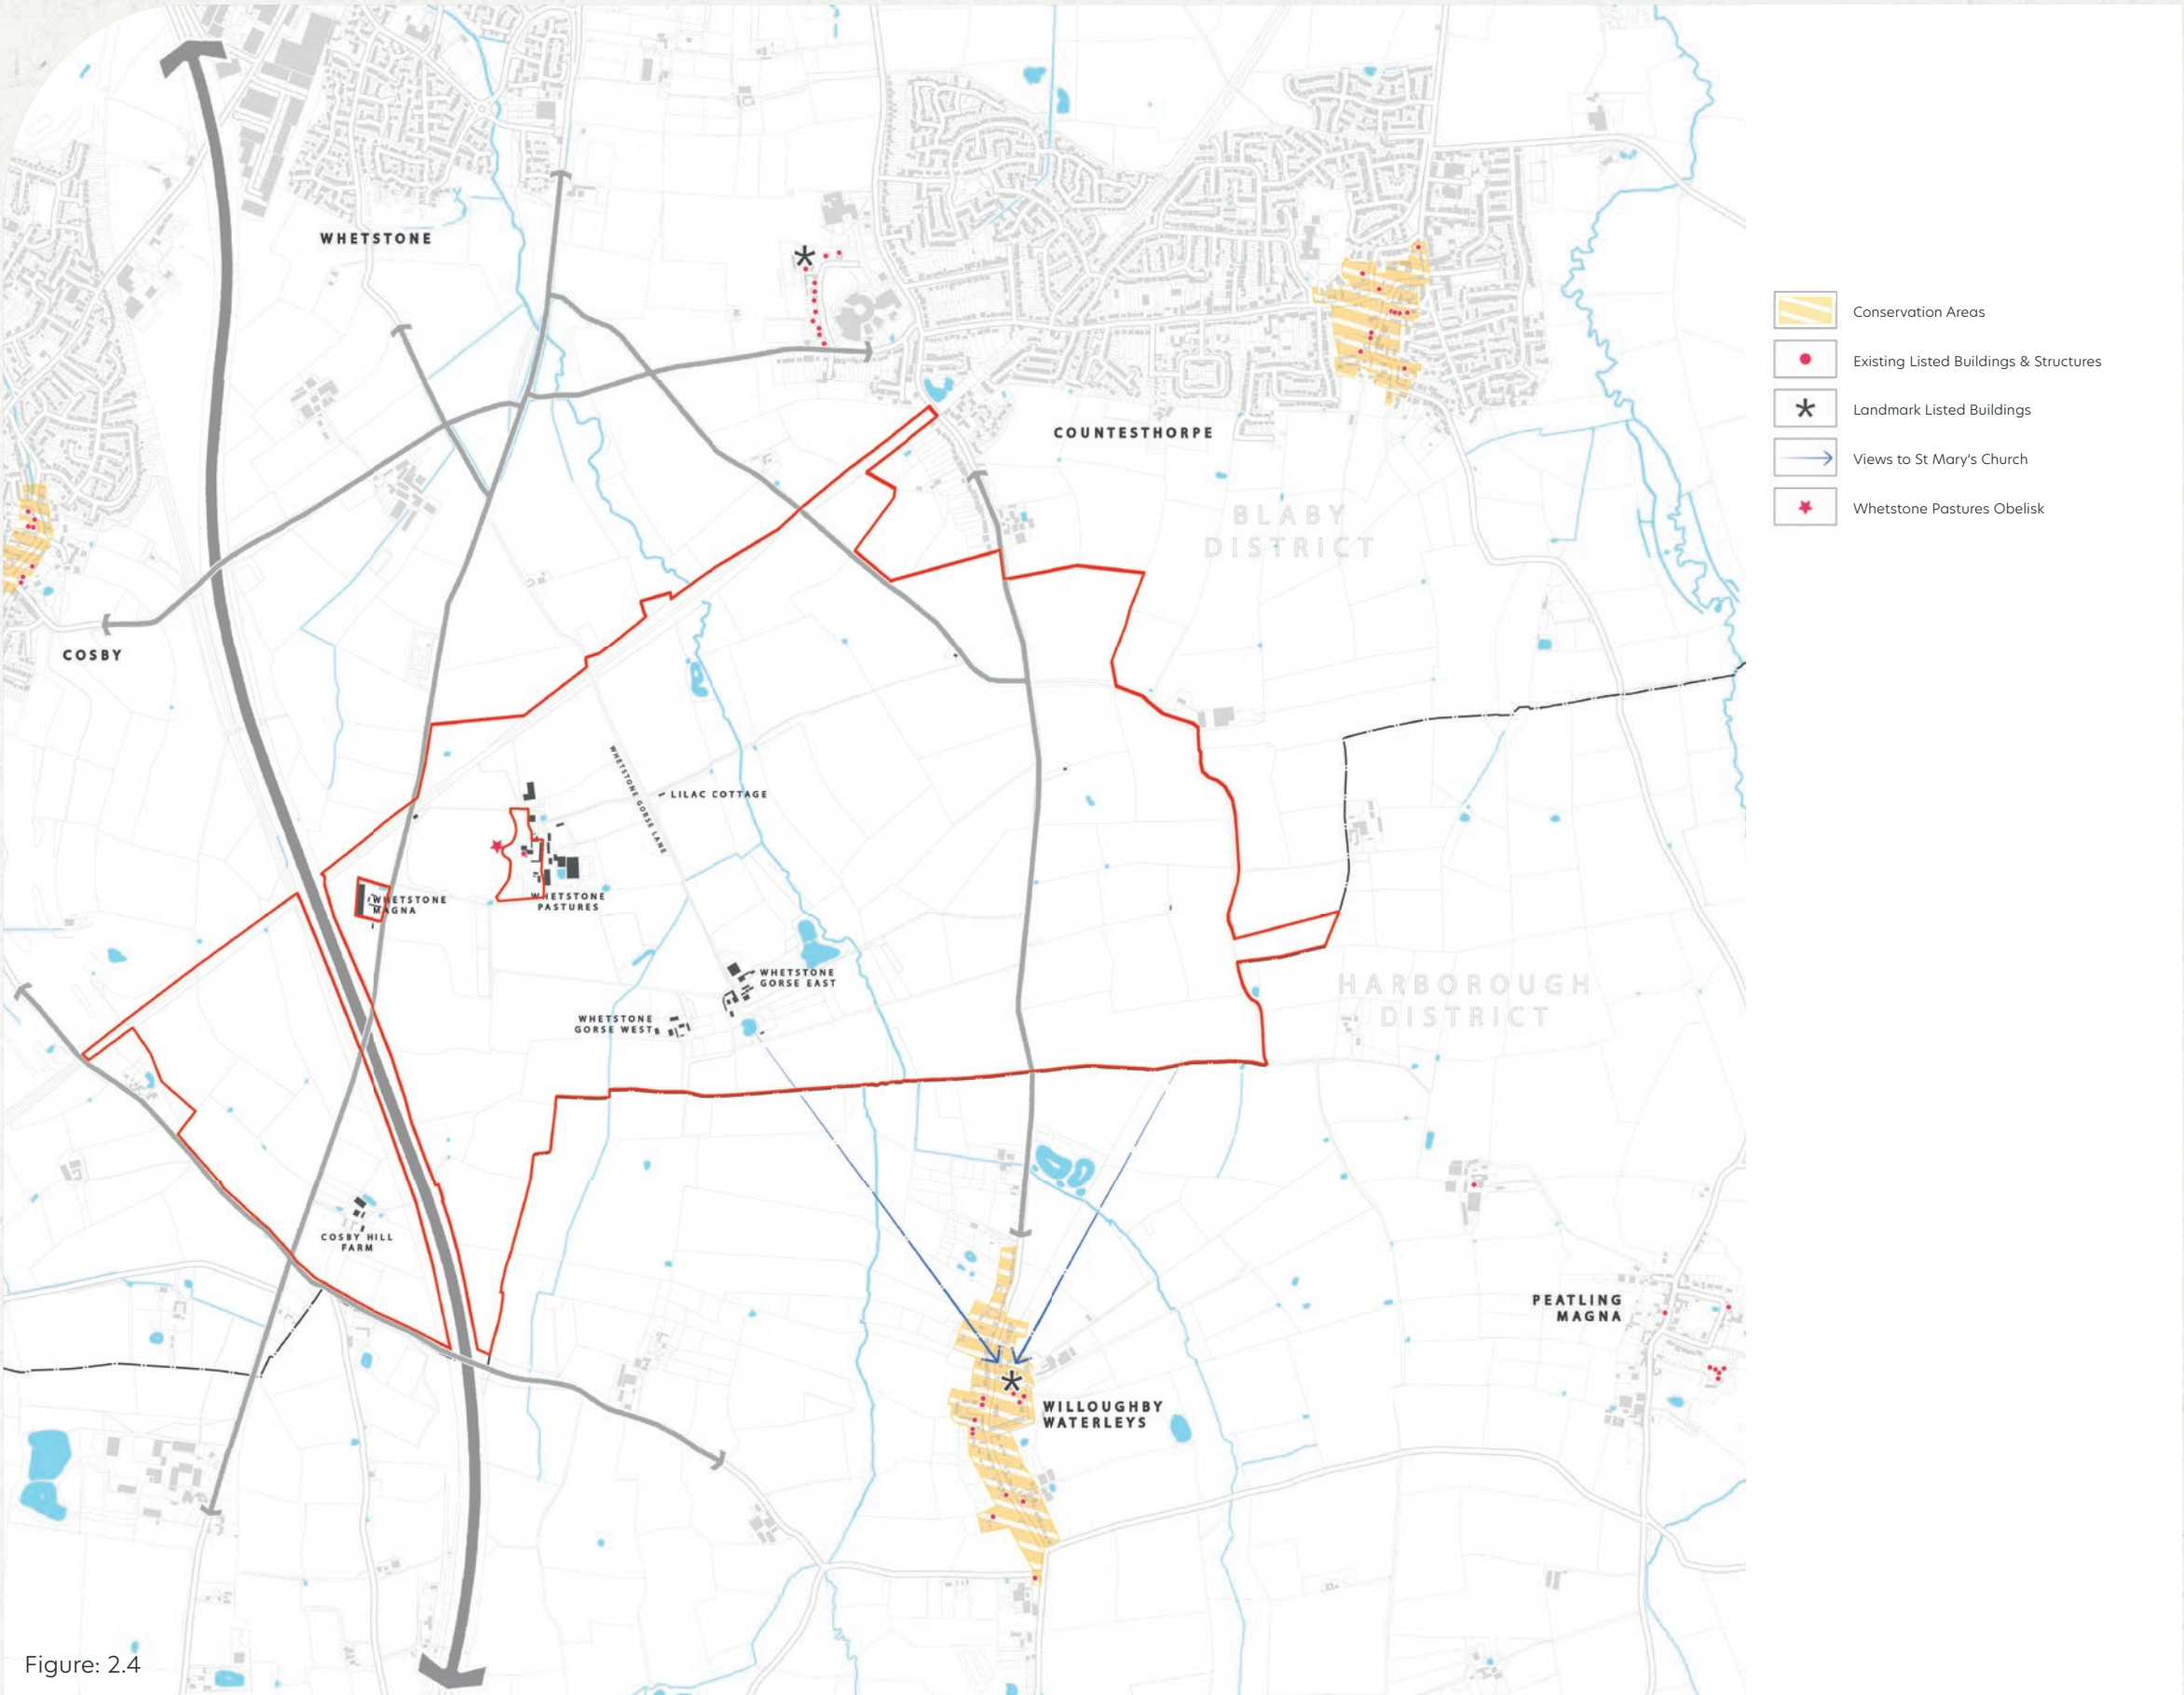 WHETSTONE
COUNTESTHORPE
BLABY
DISTRICT
COSBY
WHETSTONE GORSE LANE
LILAC COTTAGE
WHETSTONE
PASTURES
WHETSTONE
MAGNA
WHETSTONE
GORSE EAST
WHETSTONE
GORSE WEST
HARBOROUGH
DISTRICT
COSBY HILL
FARM
PEATLING
MAGNA
WILLOUGHBY
WATERLEYS
Conservation Areas
Existing Listed Buildings & Structures
Landmark Listed Buildings
Views to St Mary's Church
Whetstone Pastures Obelisk
Figure: 2.4